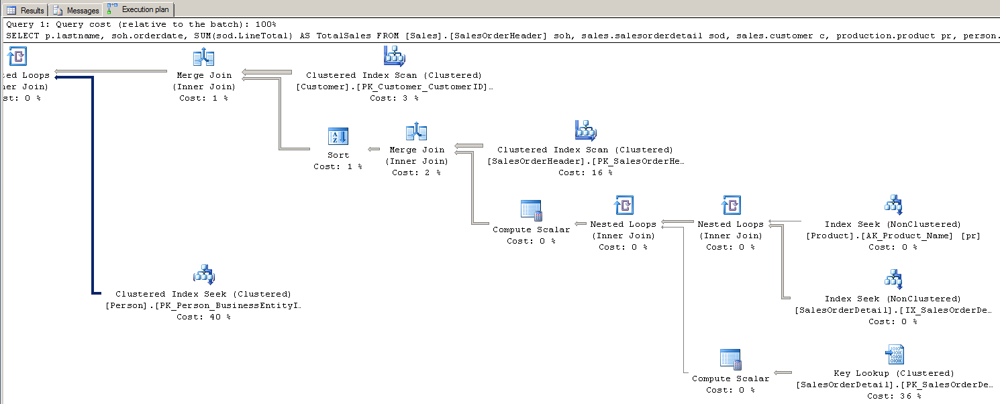 Results Messages Execution plan
Query 1: Query cost (relative to the batch): 100%
SELECT p.lastname, soh.orderdate, SUM(sod.LineTotal) AS TotalSales FROM [Sales].[SalesOrderHeader] soh, sales.salesorderdetail sod, sales.customer c, production.product pr, person.
ted Loops
ner Join)
st: 0 %
Merge Join
(Inner Join)
Cost: 1 %
Clustered Index Scan (Clustered)
[Customer].[PK_Customer_CustomerID]…
Cost: 3 %
Sort
Cost: 1 %
Merge Join
(Inner Join)
Cost: 2 %
Clustered Index Scan (Clustered)
[SalesOrderHeader].[PK_SalesOrderHe…
Cost: 16 %
Compute Scalar
Cost: 0 %
Nested Loops
(Inner Join)
Cost: 0 %
Nested Loops
(Inner Join)
Cost: 0 %
Index Seek (NonClustered)
[Product].[AK_Product_Name] [pr]
Cost: 0 %
Clustered Index Seek (Clustered)
[Person].[PK_Person_BusinessEntityI…
Cost: 40 %
Index Seek (NonClustered)
[SalesOrderDetail].[IX_SalesOrderDe…
Cost: 0 %
Compute Scalar
Cost: 0 %
Key Lookup (Clustered)
[SalesOrderDetail].[PK_SalesOrderDe…
Cost: 36 %